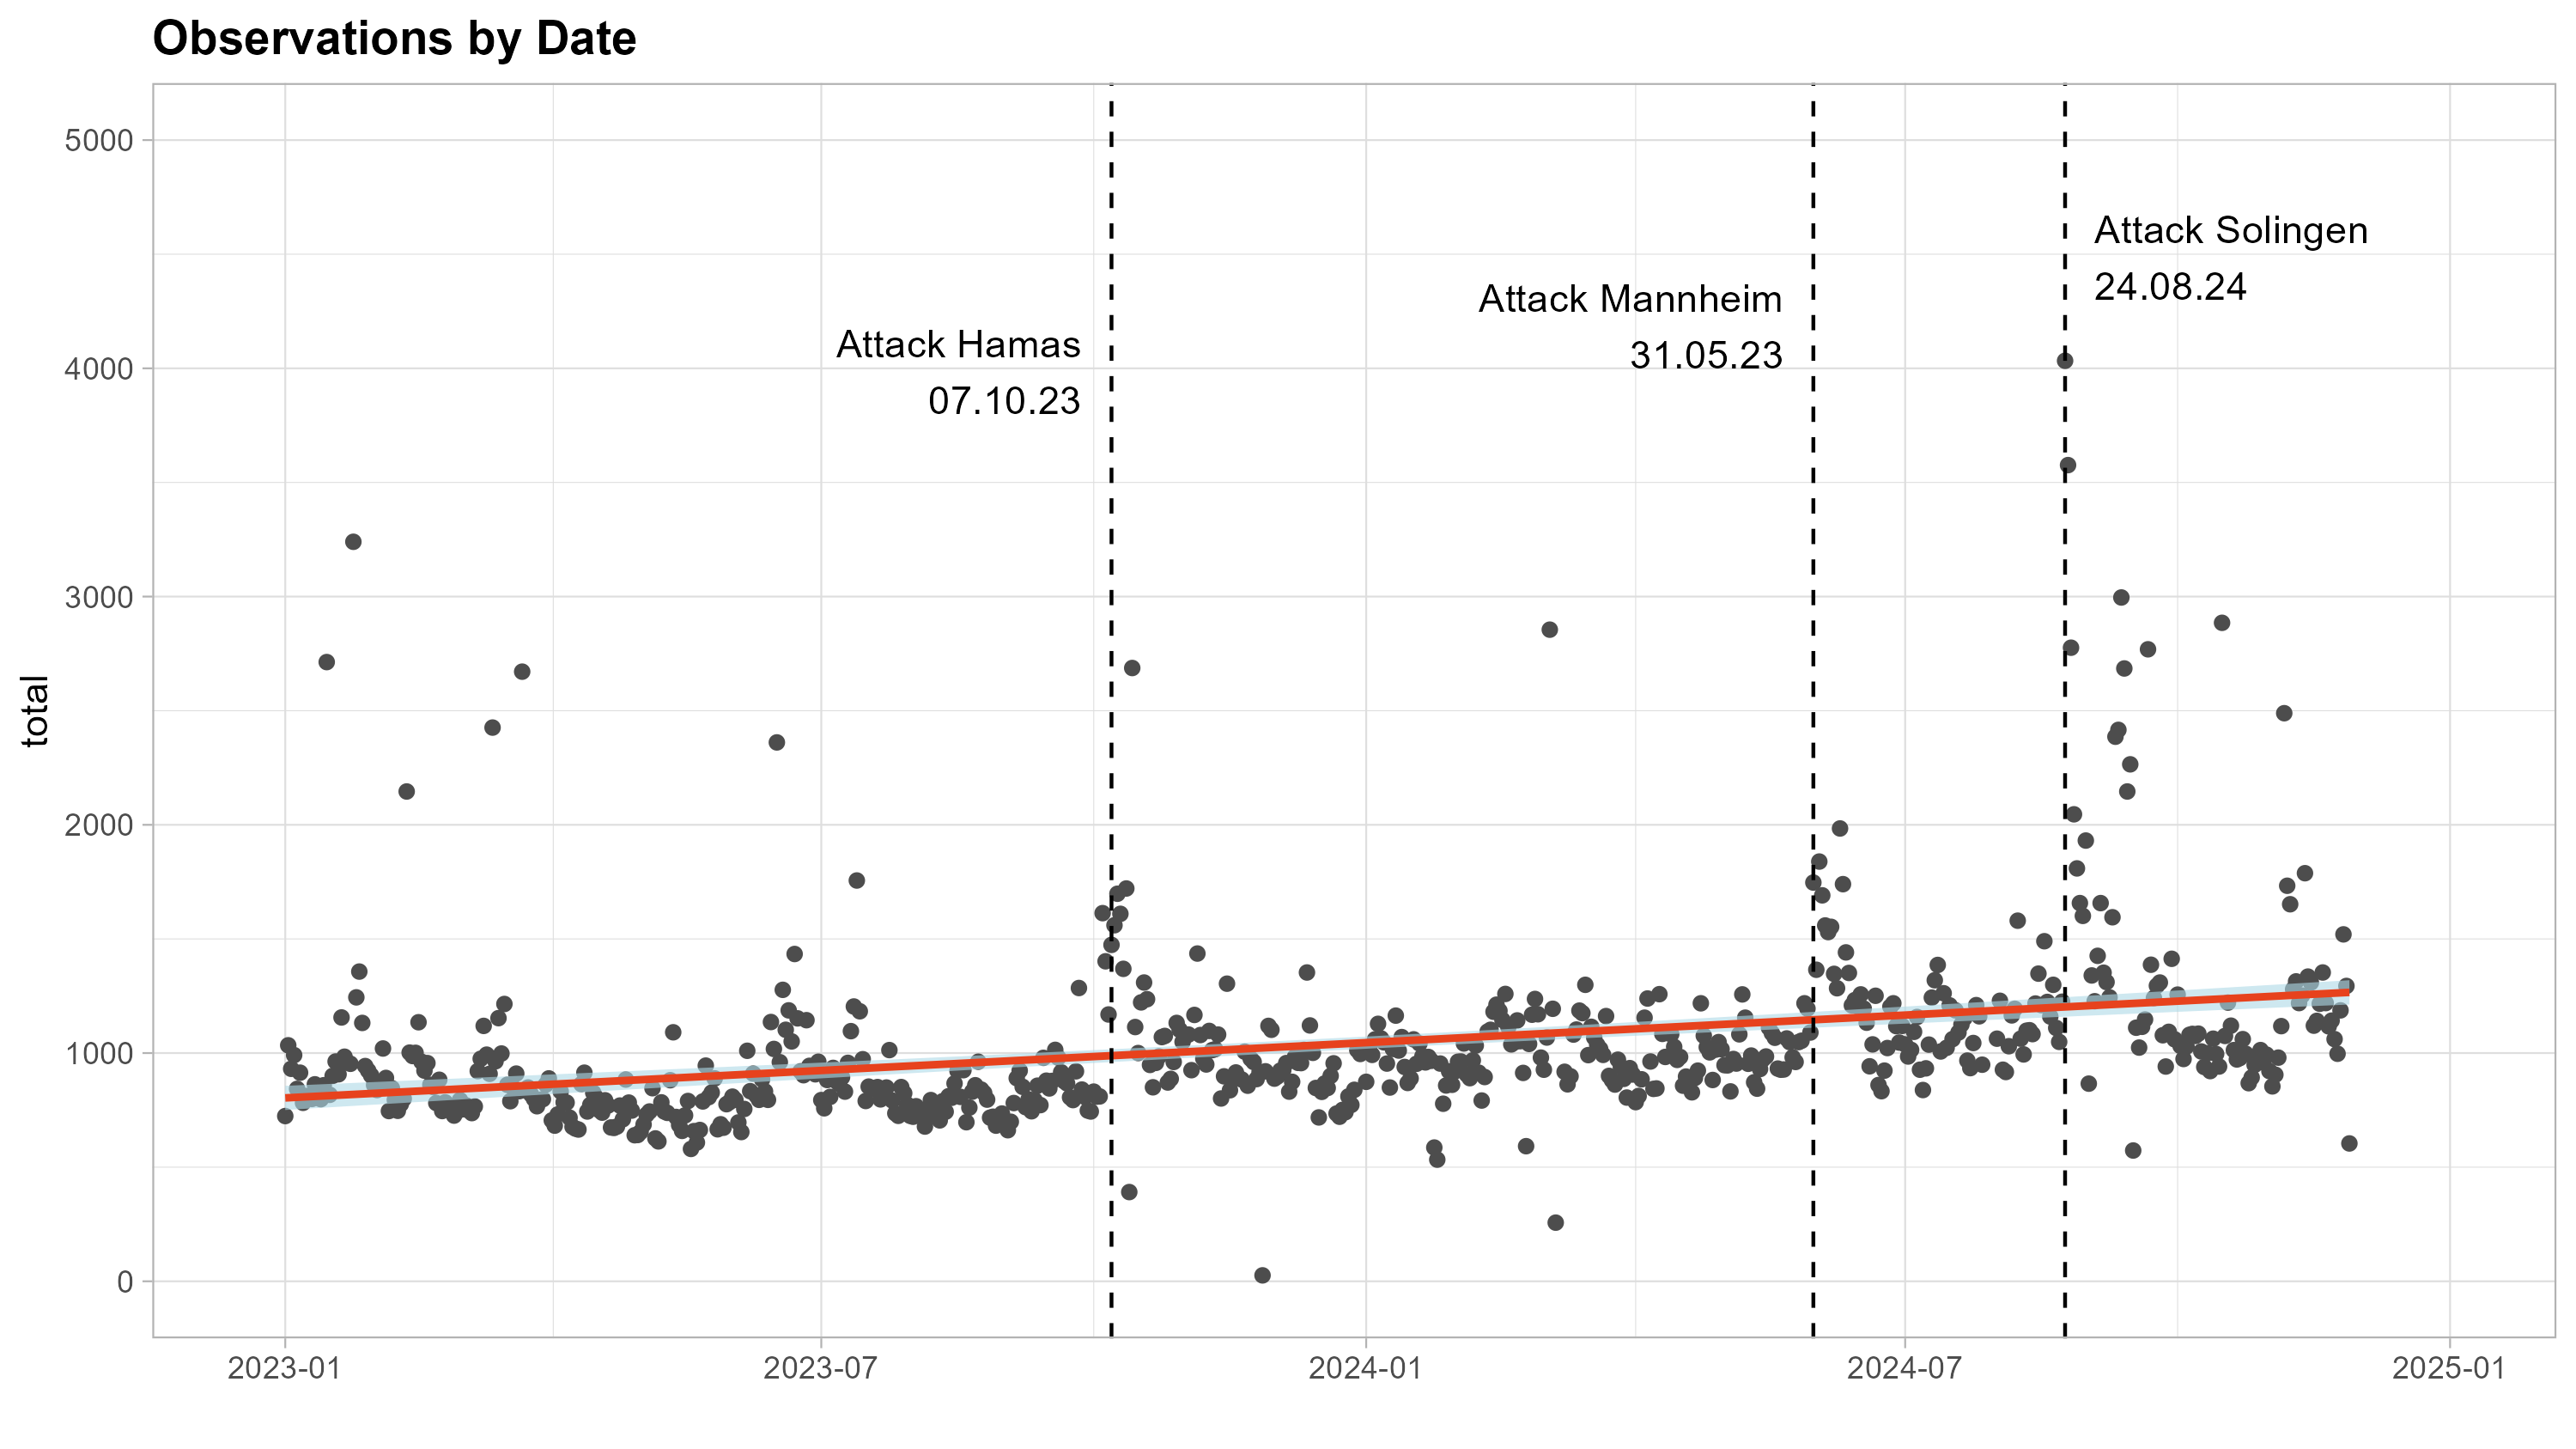 Observations by Date
5000
4000
3000
2000
1000
0
total
Attack Hamas
07.10.23
Attack Mannheim
31.05.23
Attack Solingen
24.08.24
2023-01
2023-07
2024-01
2024-07
2025-01